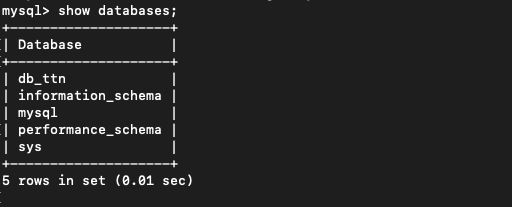 mysql> show databases;
+--------------------+
| Database           |
+--------------------+
| db_ttn             |
| information_schema |
| mysql              |
| performance_schema |
| sys                |
+--------------------+
5 rows in set (0.01 sec)